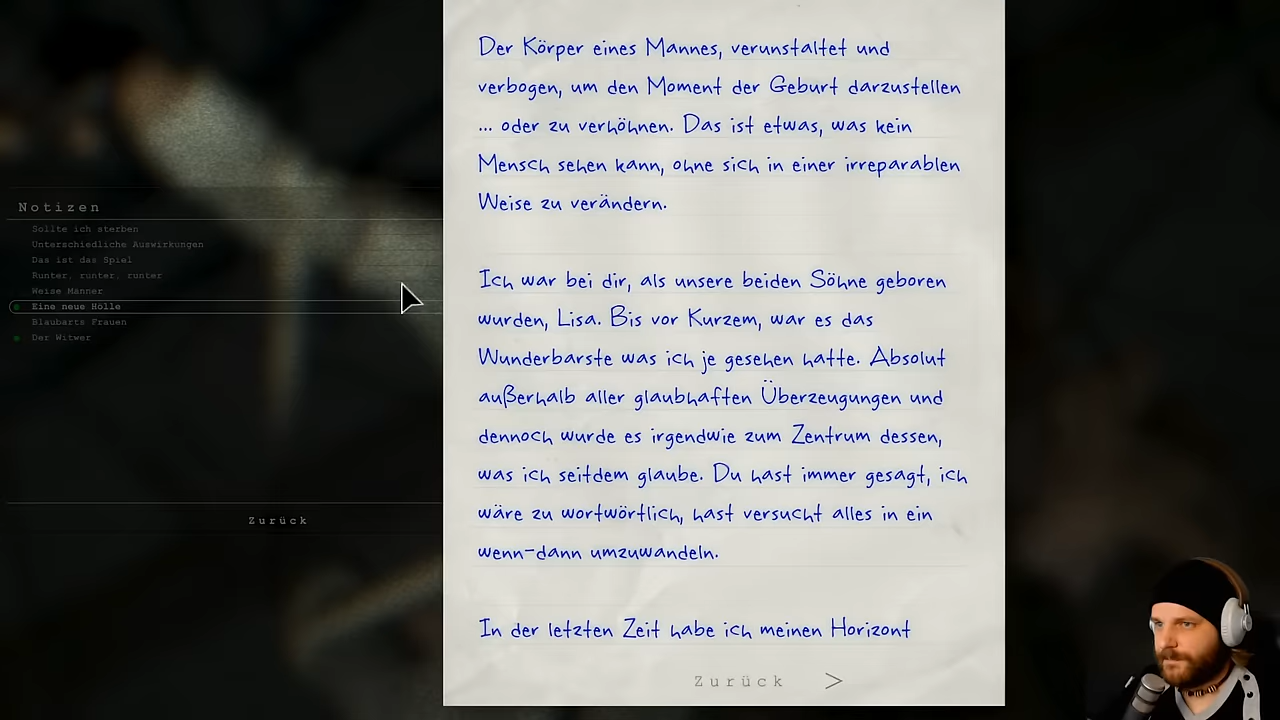 Notizen
Sollte ich sterben
Unterschiedliche Auswirkungen
Das ist das Spiel
Runter, runter, runter
Weise Männer
Eine neue Hölle
Blaubarts Frauen
Der Witwer
Zurück
Der Körper eines Mannes, verunstaltet und
verbogen, um den Moment der Geburt darzustellen
... oder zu verhöhnen. Das ist etwas, was kein
Mensch sehen kann, ohne sich in einer irreparablen
Weise zu verändern.
Ich war bei dir, als unsere beiden Söhne geboren
wurden, Lisa. Bis vor Kurzem, war es das
Wunderbarste was ich je gesehen hatte. Absolut
außerhalb aller glaubhaften Überzeugungen und
dennoch wurde es irgendwie zum Zentrum dessen,
was ich seitdem glaube. Du hast immer gesagt, ich
wäre zu wortwörtlich, hast versucht alles in ein
wenn-dann umzuwandeln.
In der letzten Zeit habe ich meinen Horizont
Zurück >